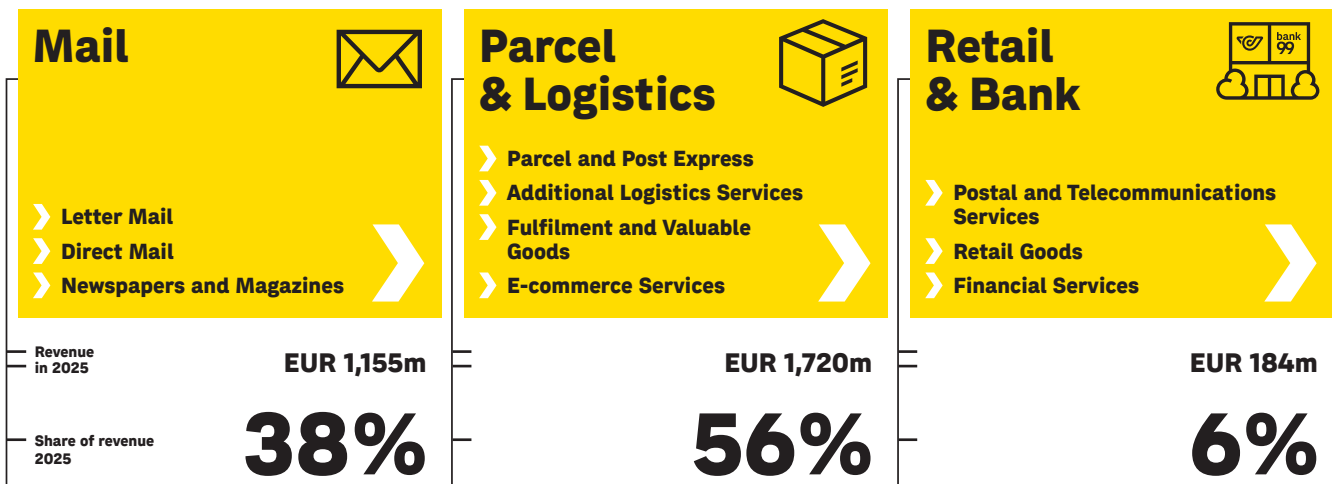 Mail
Letter Mail
Direct Mail
Newspapers and Magazines
Revenue
in 2025
EUR 1,155m
Share of revenue
2025
38%
Parcel
& Logistics
Parcel and Post Express
Additional Logistics Services
Fulfilment and Valuable
Goods
E-commerce Services
EUR 1,720m
56%
Retail
& Bank
bank
99
Postal and Telecommunications
Services
Retail Goods
Financial Services
EUR 184m
6%